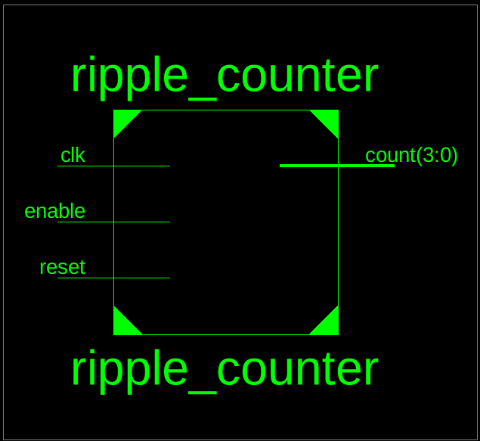 ripple_counter
clk
count(3:0)
enable
reset
ripple_counter